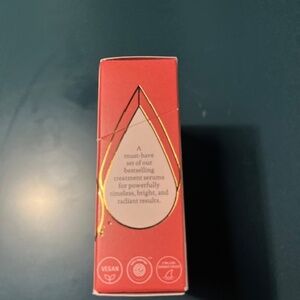 A
must-have
set of our
bestselling
treatment serums
for powerfully
timeless, bright, and
radiant results.
VEGAN